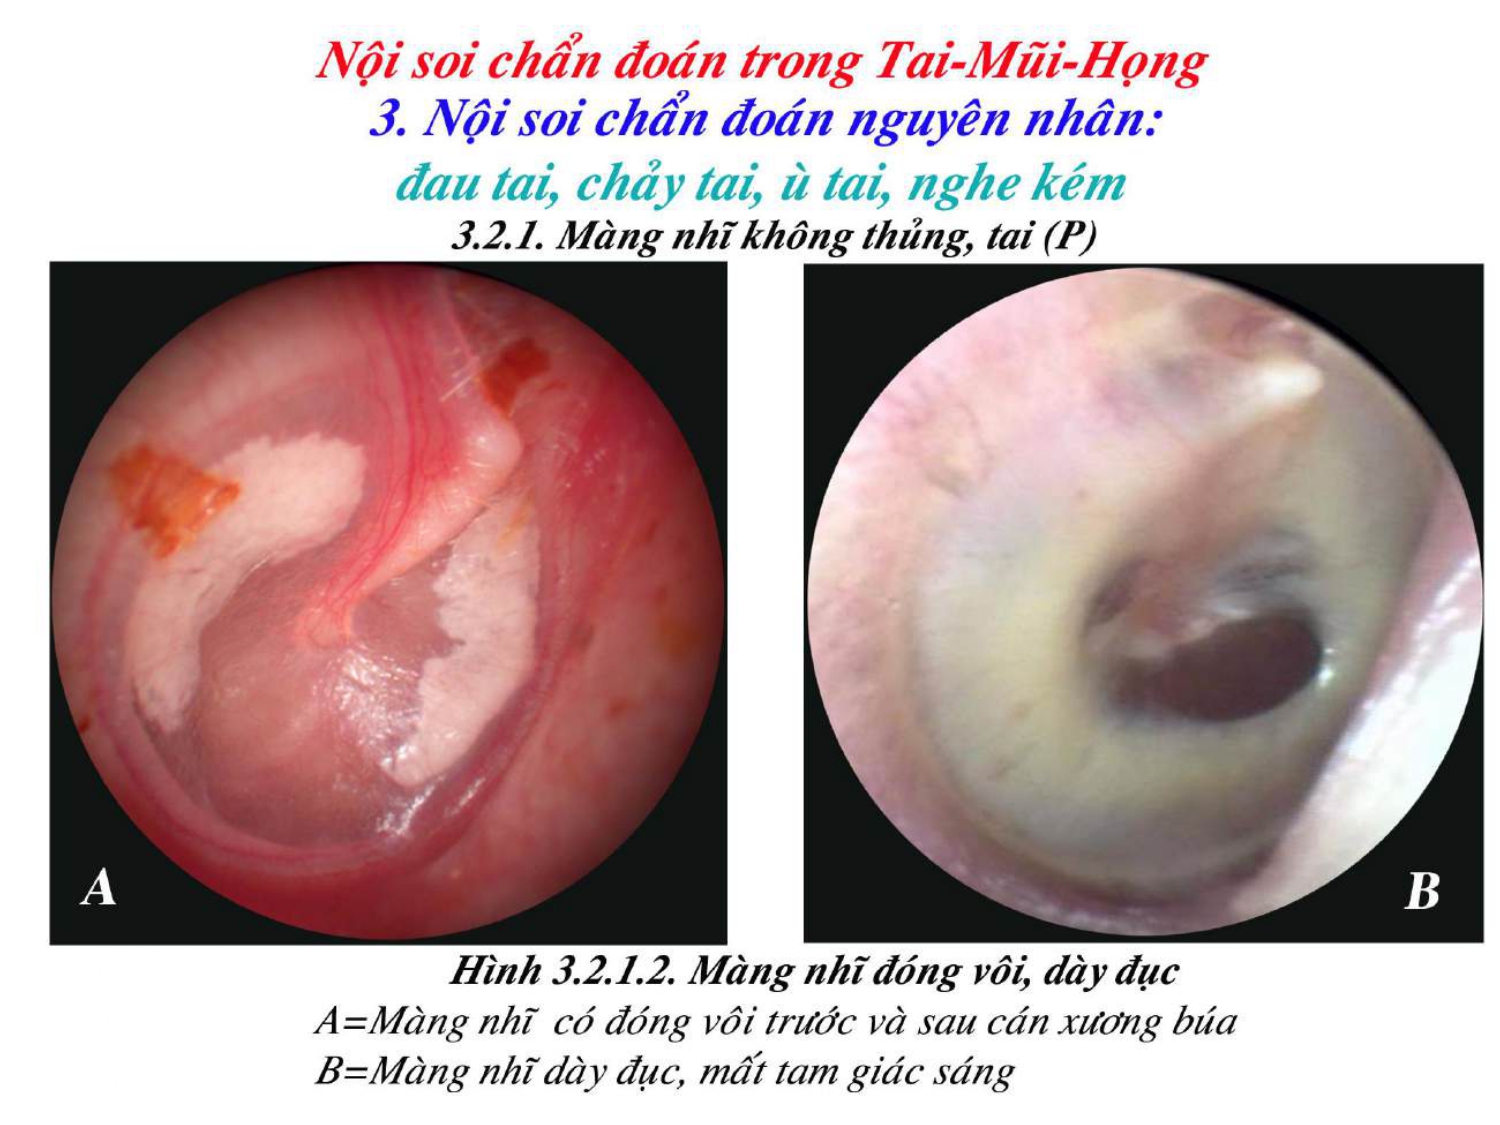 Nội soi chẩn đoán trong Tai-Mũi-Họng
3. Nội soi chẩn đoán nguyên nhân:
đau tai, chảy tai, ù tai, nghe kém
3.2.1. Màng nhĩ không thủng, tai (P)
A
B
Hình 3.2.1.2. Màng nhĩ đóng vôi, dày đục
A=Màng nhĩ có đóng vôi trước và sau cán xương búa
B=Màng nhĩ dày đục, mất tam giác sáng